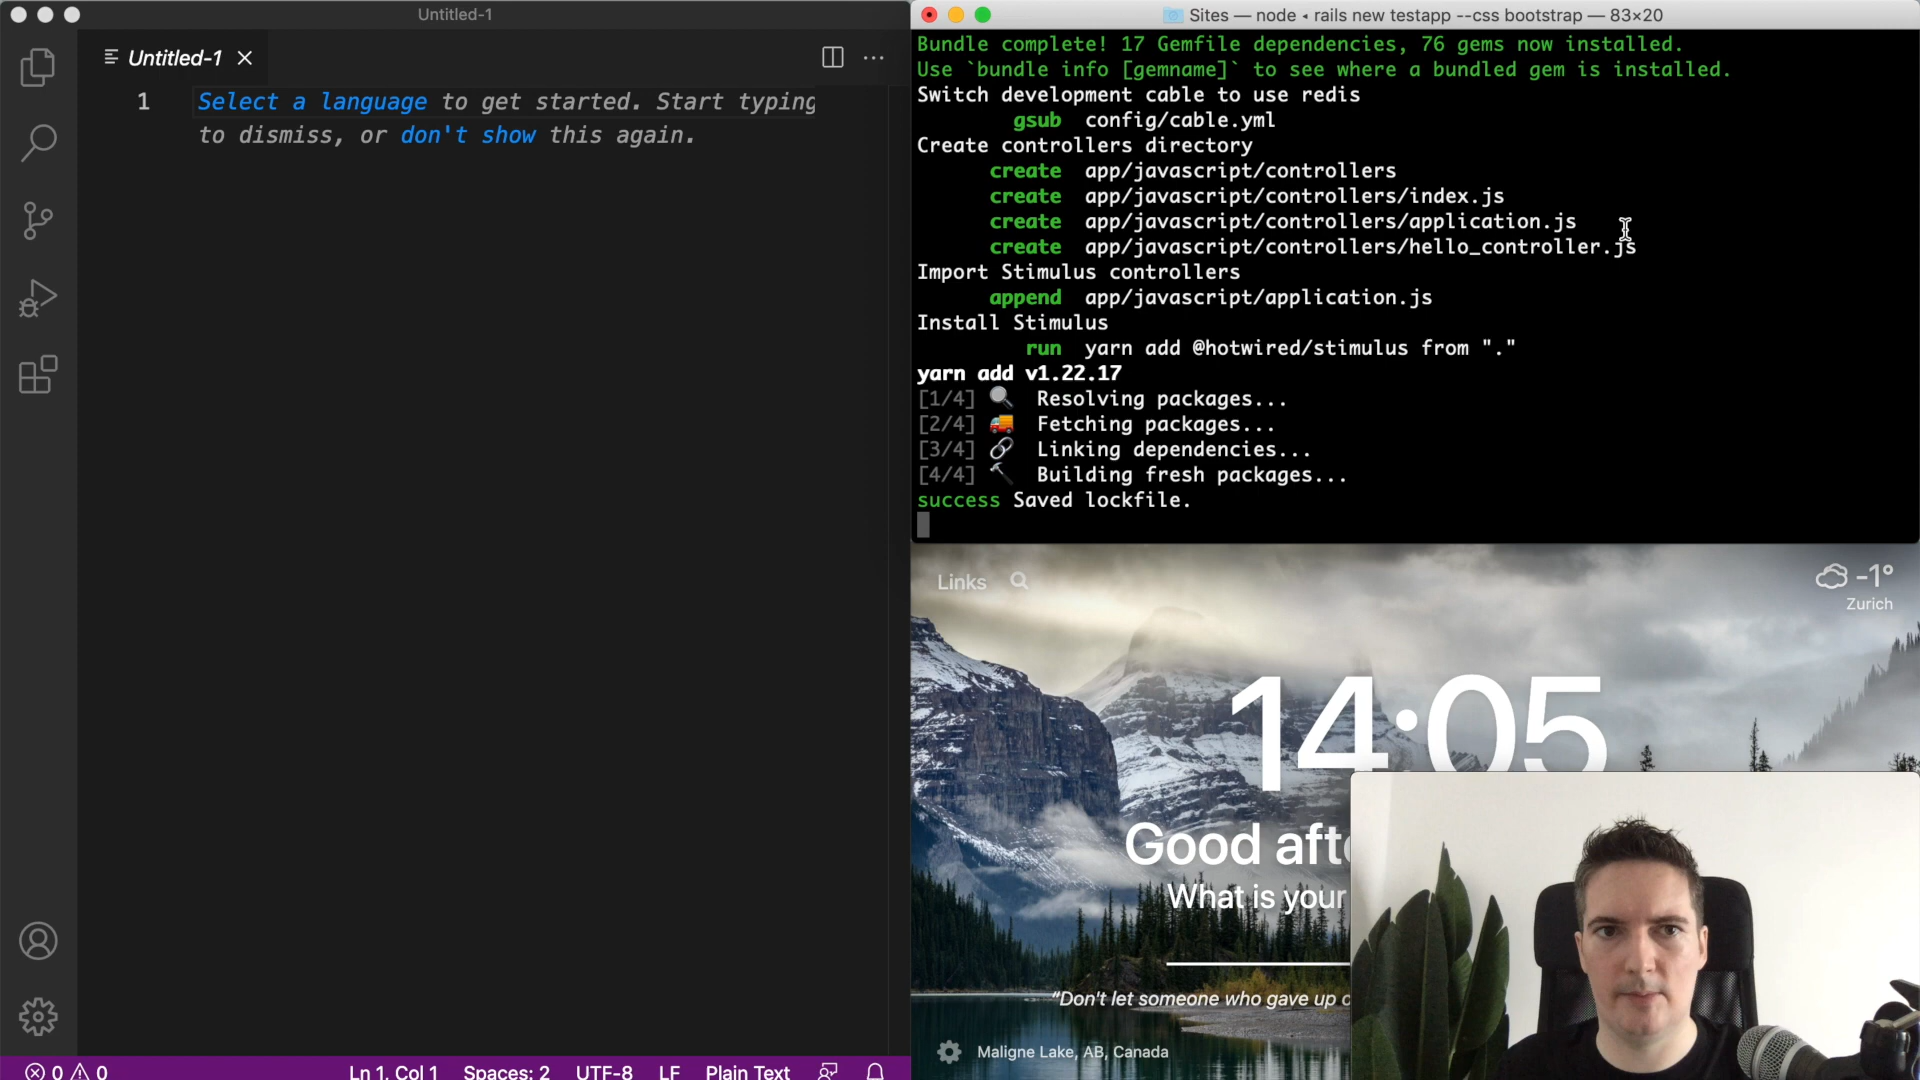 Untitled-1
Untitled-1
1 Select a language to get started. Start typing
to dismiss, or don't show this again.
0 0 Ln 1, Col 1 Spaces: 2 UTF-8 LF Plain Text
Sites — node ◂ rails new testapp --css bootstrap — 83×20
Bundle complete! 17 Gemfile dependencies, 76 gems now installed.
Use `bundle info [gemname]` to see where a bundled gem is installed.
Switch development cable to use redis
gsub config/cable.yml
Create controllers directory
create app/javascript/controllers
create app/javascript/controllers/index.js
create app/javascript/controllers/application.js
create app/javascript/controllers/hello_controller.js
Import Stimulus controllers
append app/javascript/application.js
Install Stimulus
run yarn add @hotwired/stimulus from "."
yarn add v1.22.17
[1/4] 🔍 Resolving packages...
[2/4] 🚚 Fetching packages...
[3/4] 🔗 Linking dependencies...
[4/4] 🔨 Building fresh packages...
success Saved lockfile.
Links
-1°
Zurich
14:05
Good
What is your
"Don't let someone who gave up
Maligne Lake, AB, Canada